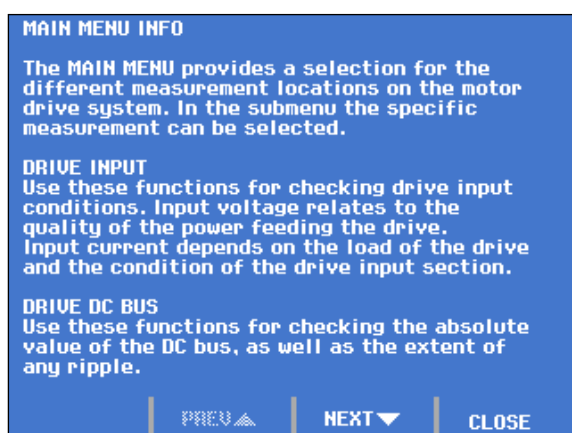 MAIN MENU INFO
The MAIN MENU provides a selection for the
different measurement locations on the motor
drive system. In the submenu the specific
measurement can be selected.
DRIVE INPUT
Use these functions for checking drive input
conditions. Input voltage relates to the
quality of the power feeding the drive.
Input current depends on the load of the drive
and the condition of the drive input section.
DRIVE DC BUS
Use these functions for checking the absolute
value of the DC bus, as well as the extent of
any ripple.
PREV▲ NEXT▼ CLOSE